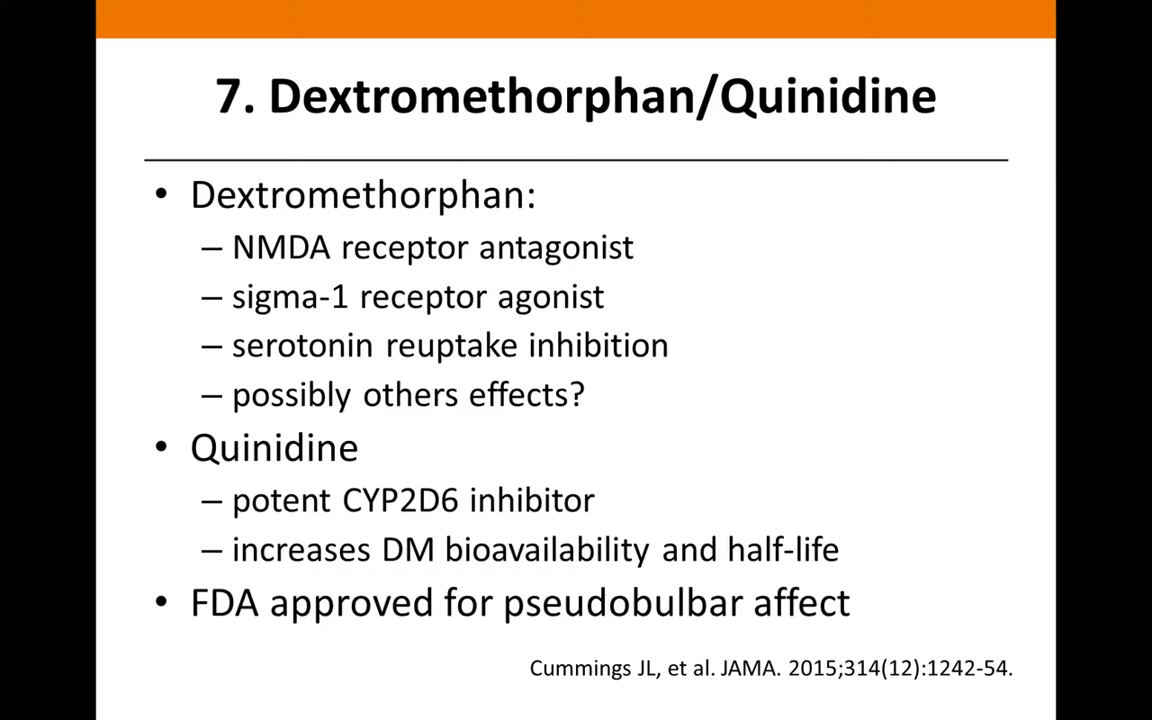 7. Dextromethorphan/Quinidine
• Dextromethorphan:
– NMDA receptor antagonist
– sigma-1 receptor agonist
– serotonin reuptake inhibition
– possibly others effects?
• Quinidine
– potent CYP2D6 inhibitor
– increases DM bioavailability and half-life
• FDA approved for pseudobulbar affect
Cummings JL, et al. JAMA. 2015;314(12):1242-54.